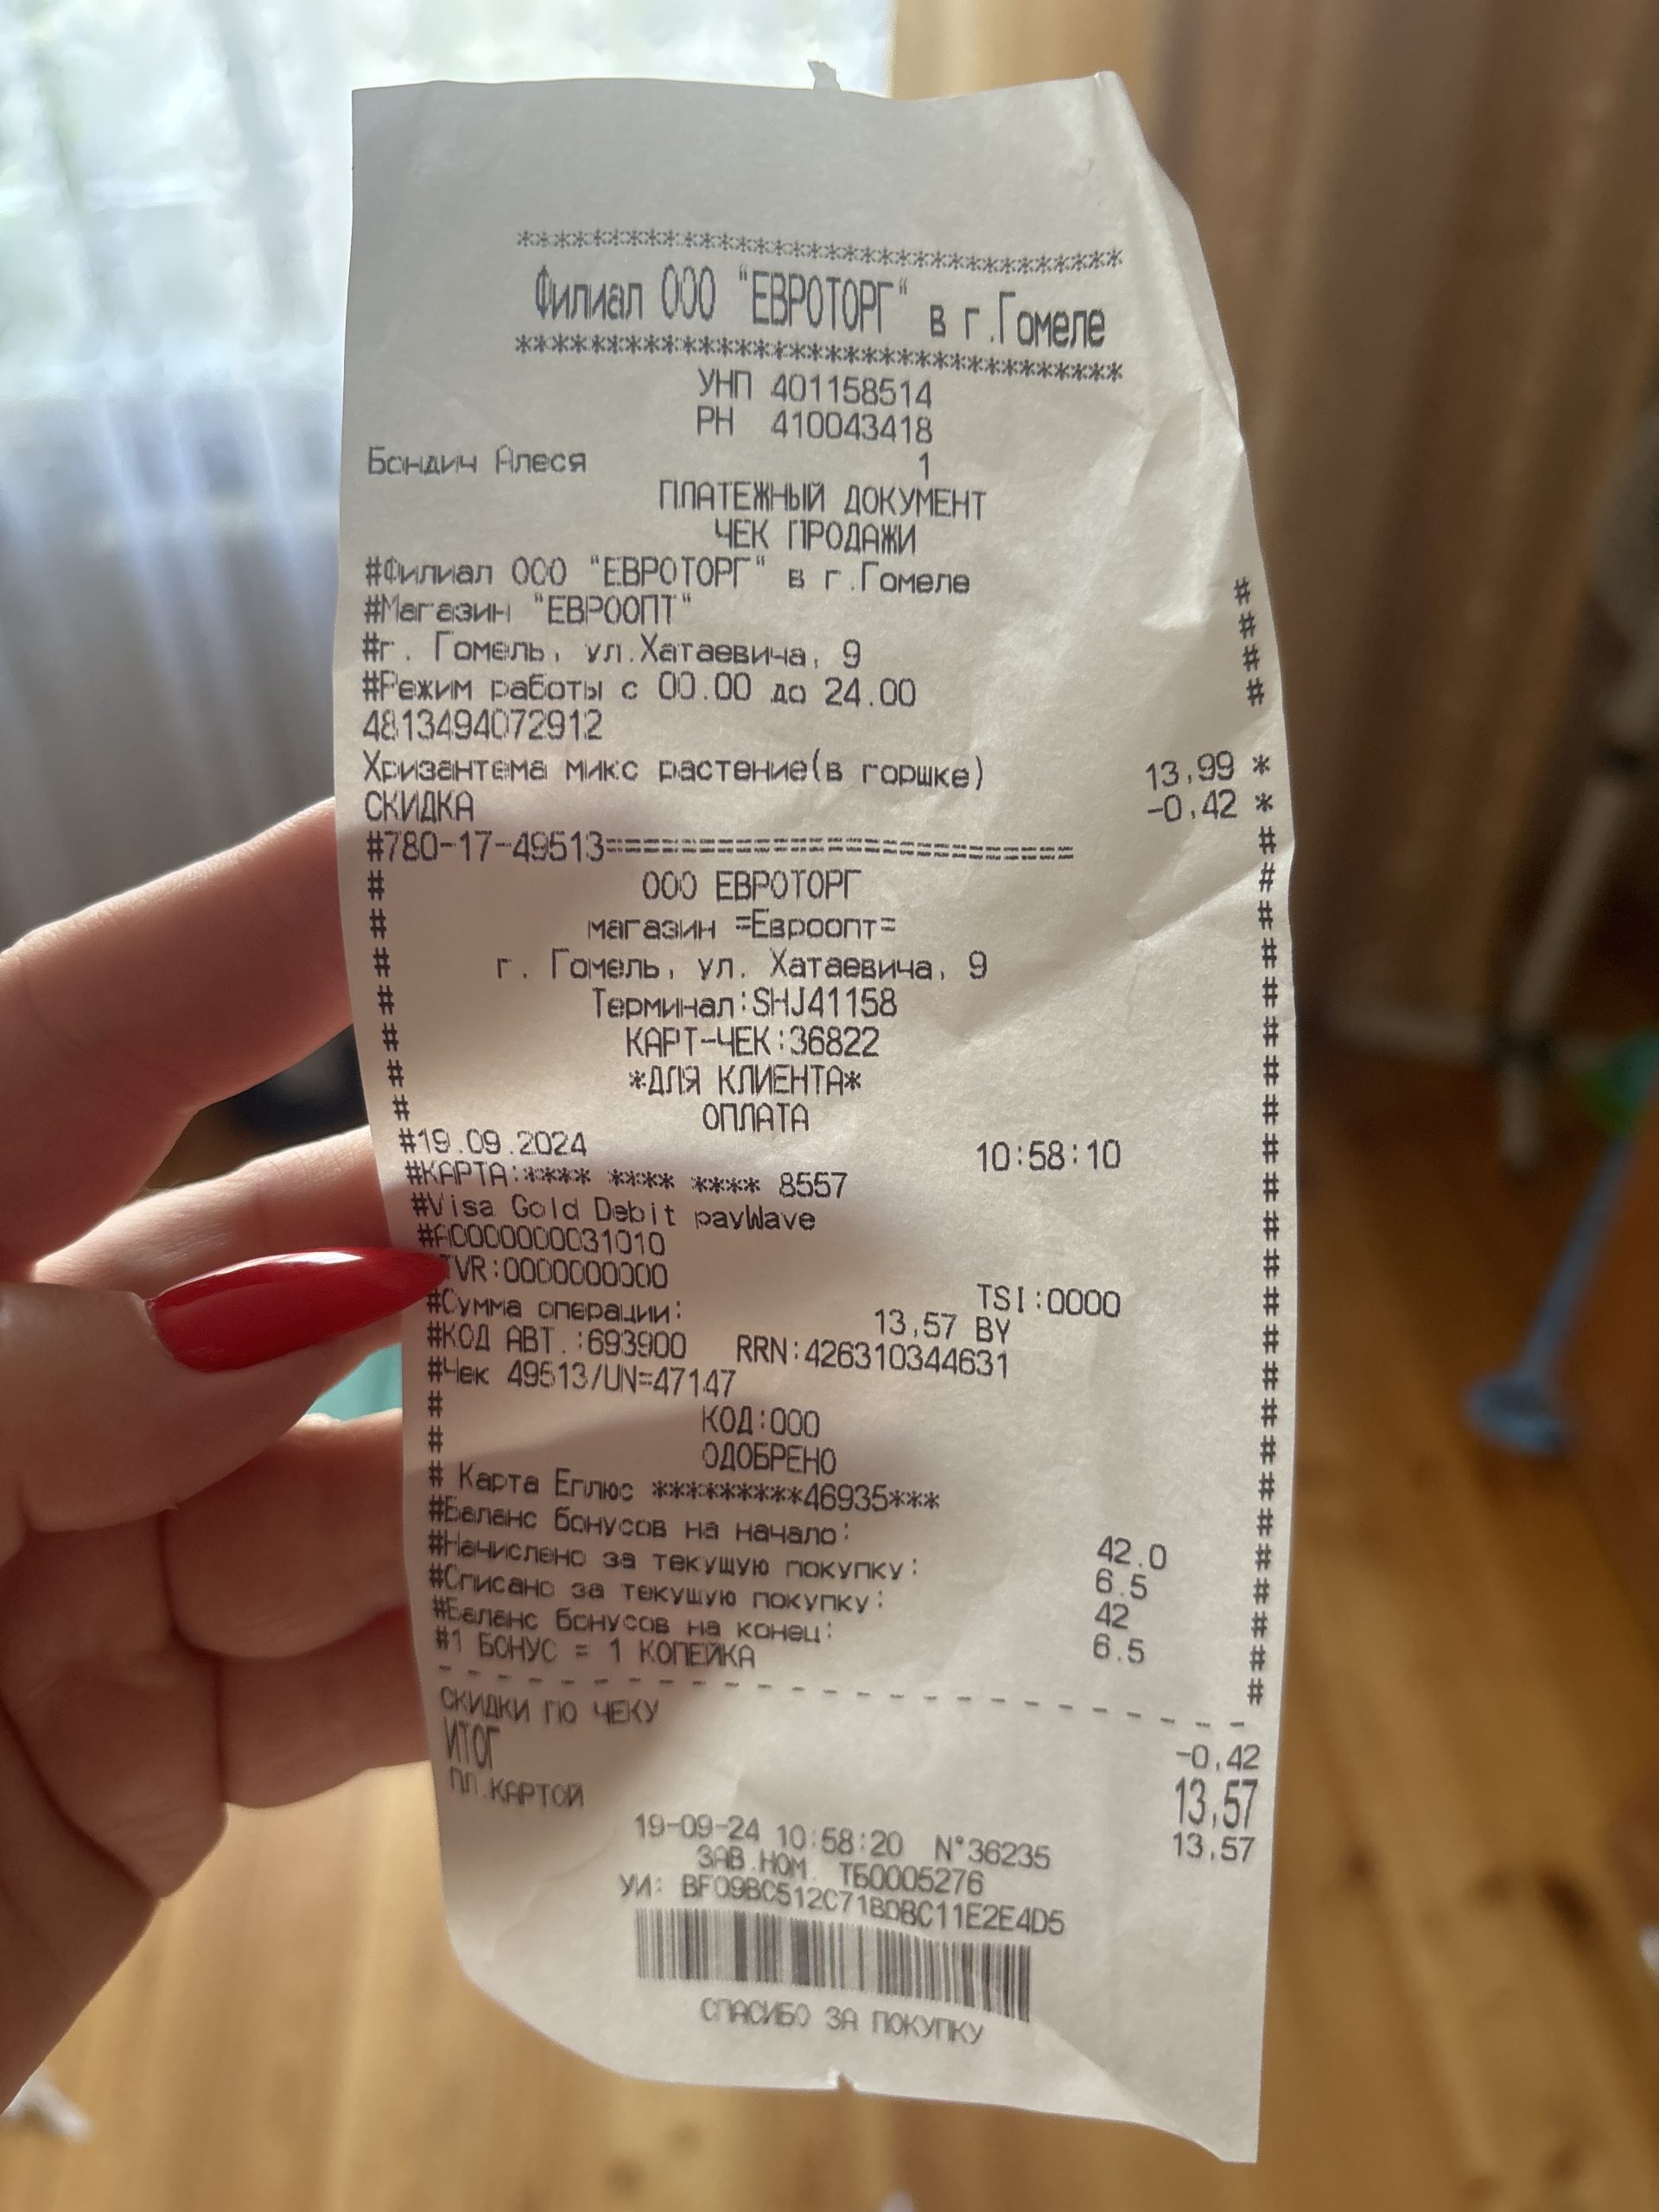 ********************************
Филиал ООО "ЕВРОТОРГ" в г.Гомеле
********************************
УНП 401158514
РН 410043418
Бондич Алеся 1
ПЛАТЕЖНЫЙ ДОКУМЕНТ
ЧЕК ПРОДАЖИ
#Филиал ООО "ЕВРОТОРГ" в г.Гомеле #
#Магазин "ЕВРООПТ" #
#г. Гомель, ул.Хатаевича, 9 #
#Режим работы с 00.00 до 24.00 #
4813494072912
Хризантема микс растение(в горшке) 13,99 *
СКИДКА -0,42 *
#780-17-49513========================= #
# ООО ЕВРОТОРГ #
# магазин =Евроопт= #
# г. Гомель, ул. Хатаевича, 9 #
# Терминал:SHJ41158 #
# КАРТ-ЧЕК:36822 #
# *ДЛЯ КЛИЕНТА* #
# ОПЛАТА #
#19.09.2024 10:58:10 #
#КАРТА:**** **** **** 8557 #
#Visa Gold Debit payWave #
#A0000000031010 #
TVR:0000000000 TSI:0000 #
#Сумма операции: 13,57 BY #
#КОД АВТ.:693900 RRN:426310344631 #
#Чек 49513/UN=47147 #
# КОД:000 #
# ОДОБРЕНО #
# Карта Еплюс *********46935*** #
#Баланс бонусов на начало: 42.0 #
#Начислено за текущую покупку: 6.5 #
#Списано за текущую покупку: 42 #
#Баланс бонусов на конец: 6.5 #
#1 БОНУС = 1 КОПЕЙКА #
СКИДКИ ПО ЧЕКУ -0,42
ИТОГ 13,57
ПЛ.КАРТОЙ 13,57
19-09-24 10:58:20 N°36235
ЗАВ.НОМ. ТБ0005276
УИ: BF09BC512C71BDBC11E2E4D5
СПАСИБО ЗА ПОКУПКУ